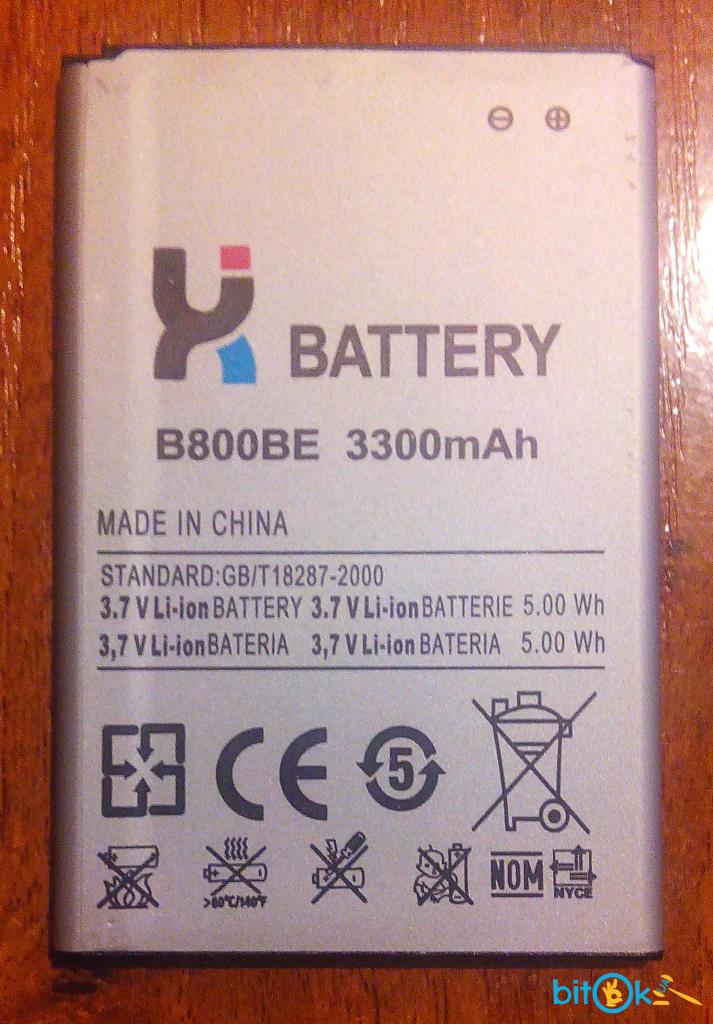 ⊖ ⊕
BATTERY
B800BE 3300mAh
MADE IN CHINA
STANDARD:GB/T18287-2000
3.7 V Li-ion BATTERY 3.7 V Li-ion BATTERIE 5.00 Wh
3,7 V Li-ion BATERIA 3,7 V Li-ion BATERIA 5.00 Wh
CE 5
>60°C/140°F NOM NYCE
bitOk